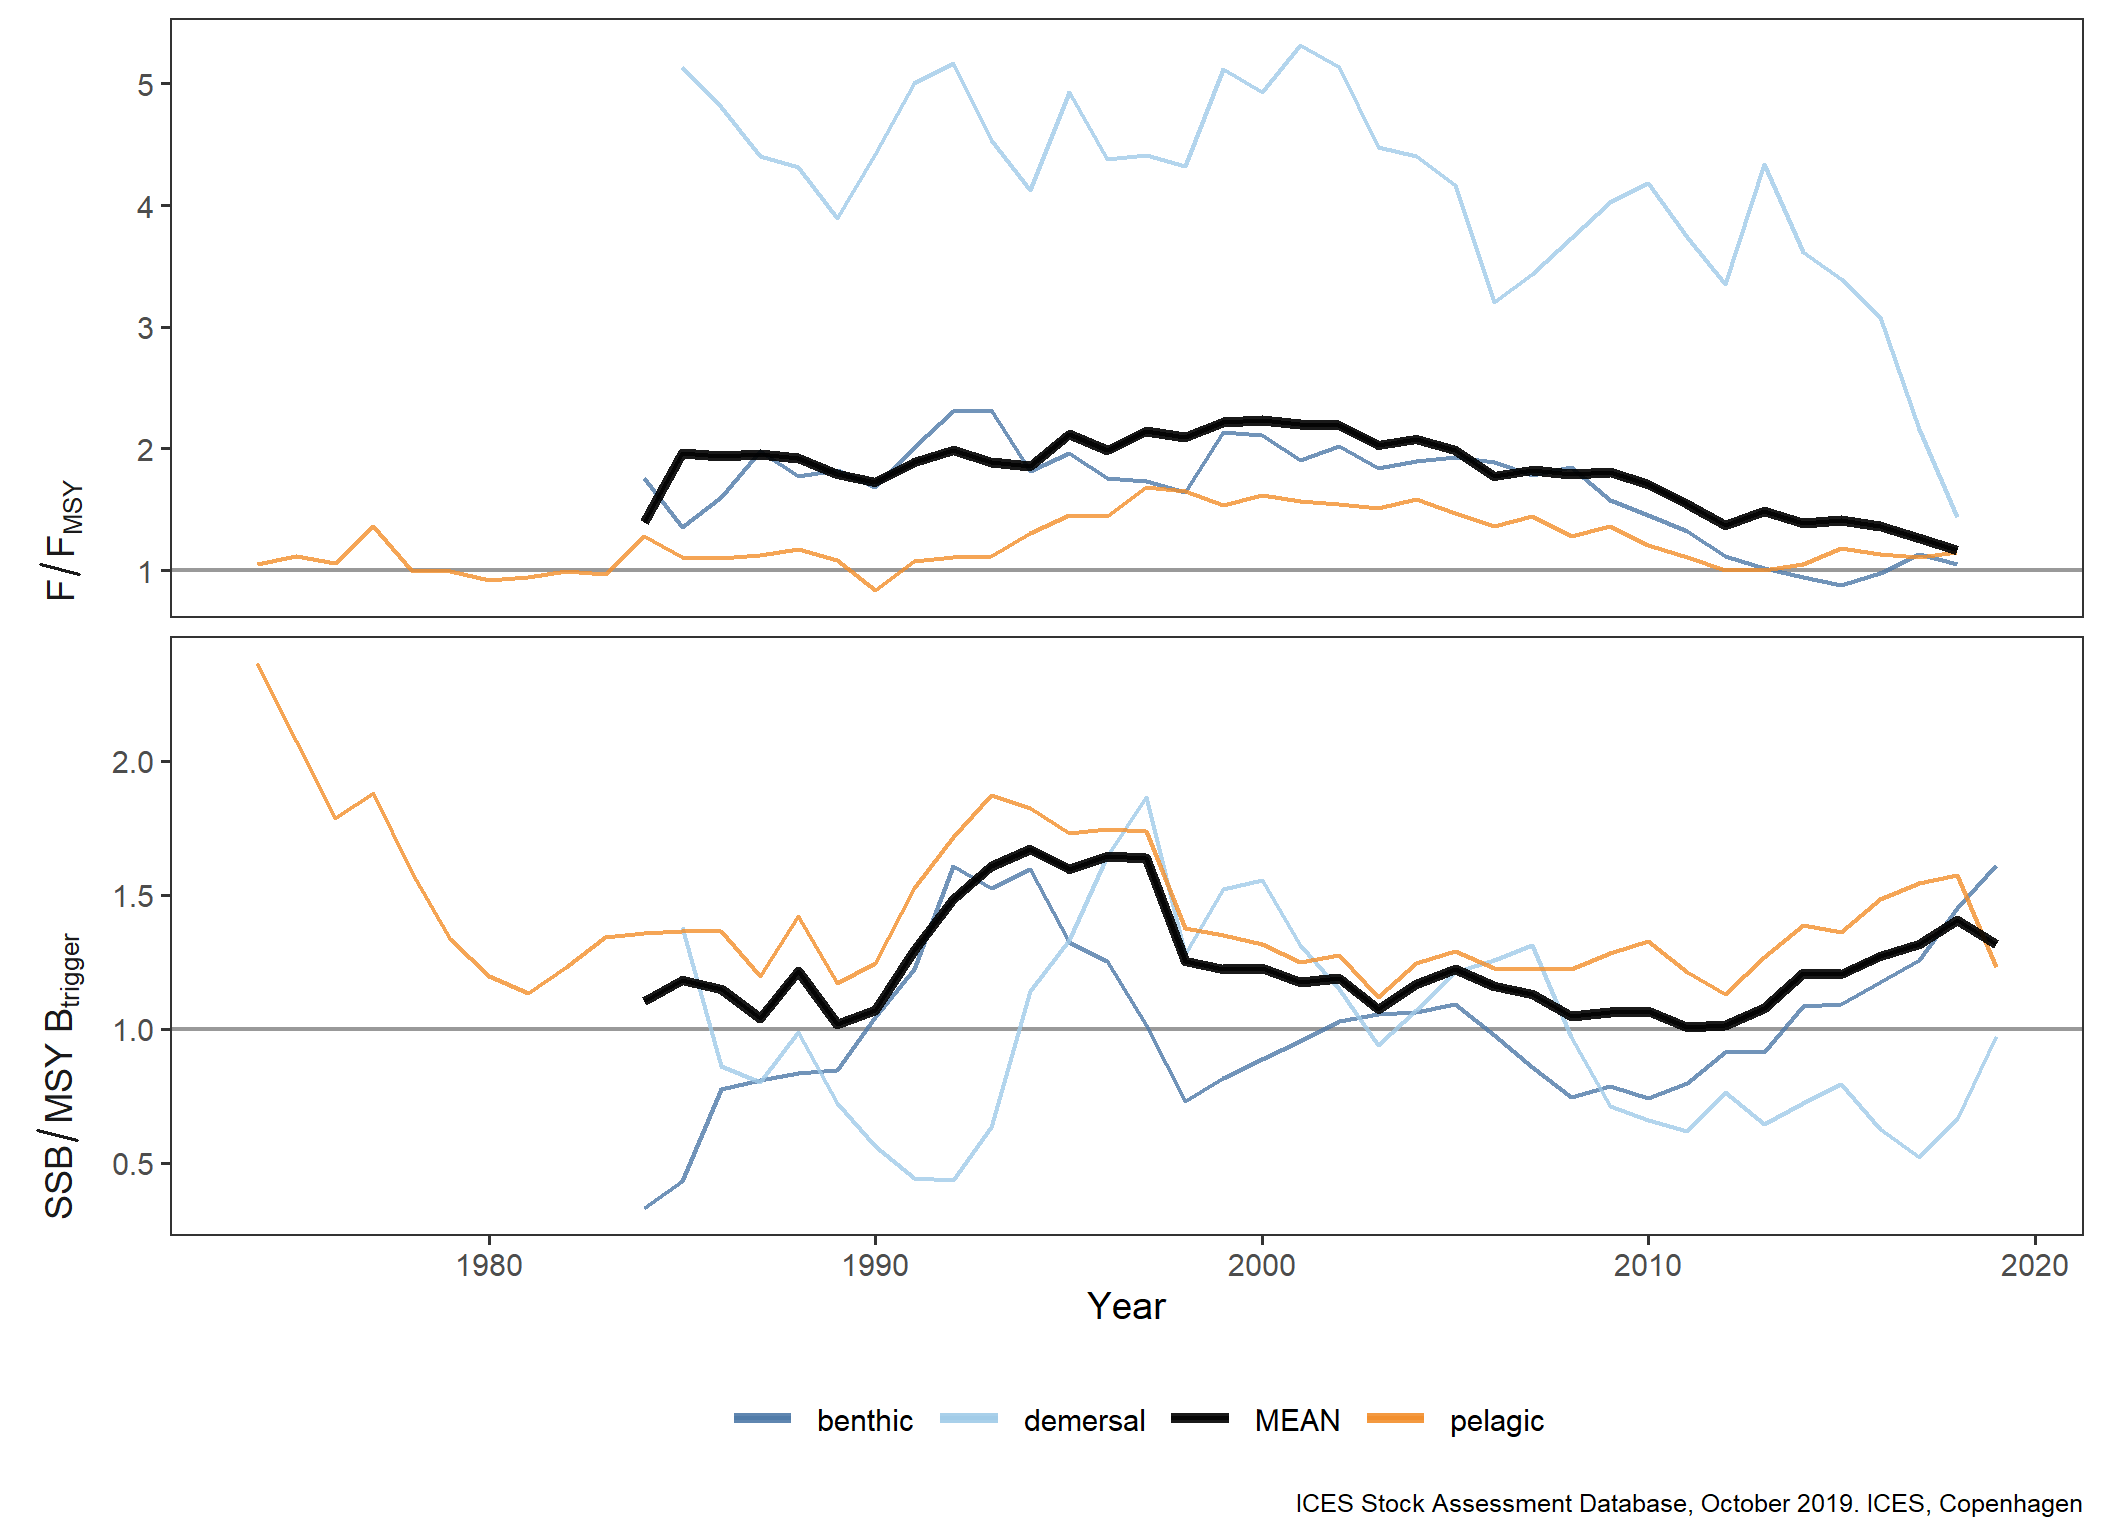 5
4
3
2
1
F/FMSY
2.0
1.5
1.0
0.5
SSB/MSY Btrigger
1980 1990 2000 2010 2020
Year
benthic demersal MEAN pelagic
ICES Stock Assessment Database, October 2019. ICES, Copenhagen